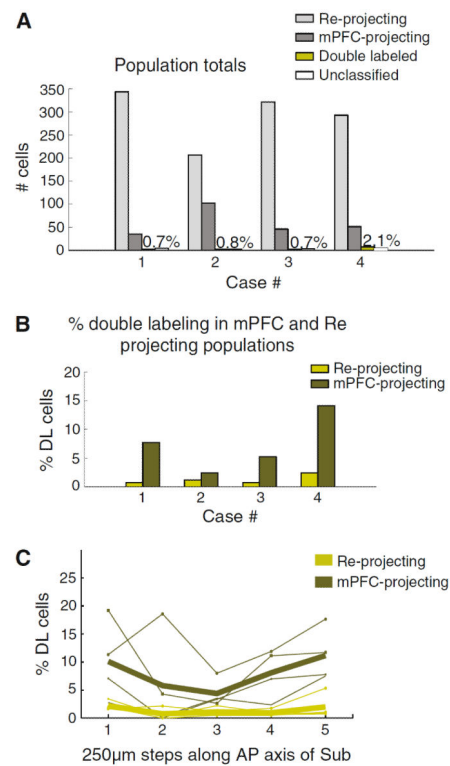 A
Re-projecting
mPFC-projecting
Double labeled
Unclassified
Population totals
350
300
250
200
150
100
50
0
# cells
0.7%
0.8%
0.7%
2.1%
1 2 3 4
Case #
B
% double labeling in mPFC and Re
projecting populations
Re-projecting
mPFC-projecting
20
15
10
5
0
% DL cells
1 2 3 4
Case #
C
Re-projecting
mPFC-projecting
25
20
15
10
5
0
% DL cells
1 2 3 4 5
250µm steps along AP axis of Sub